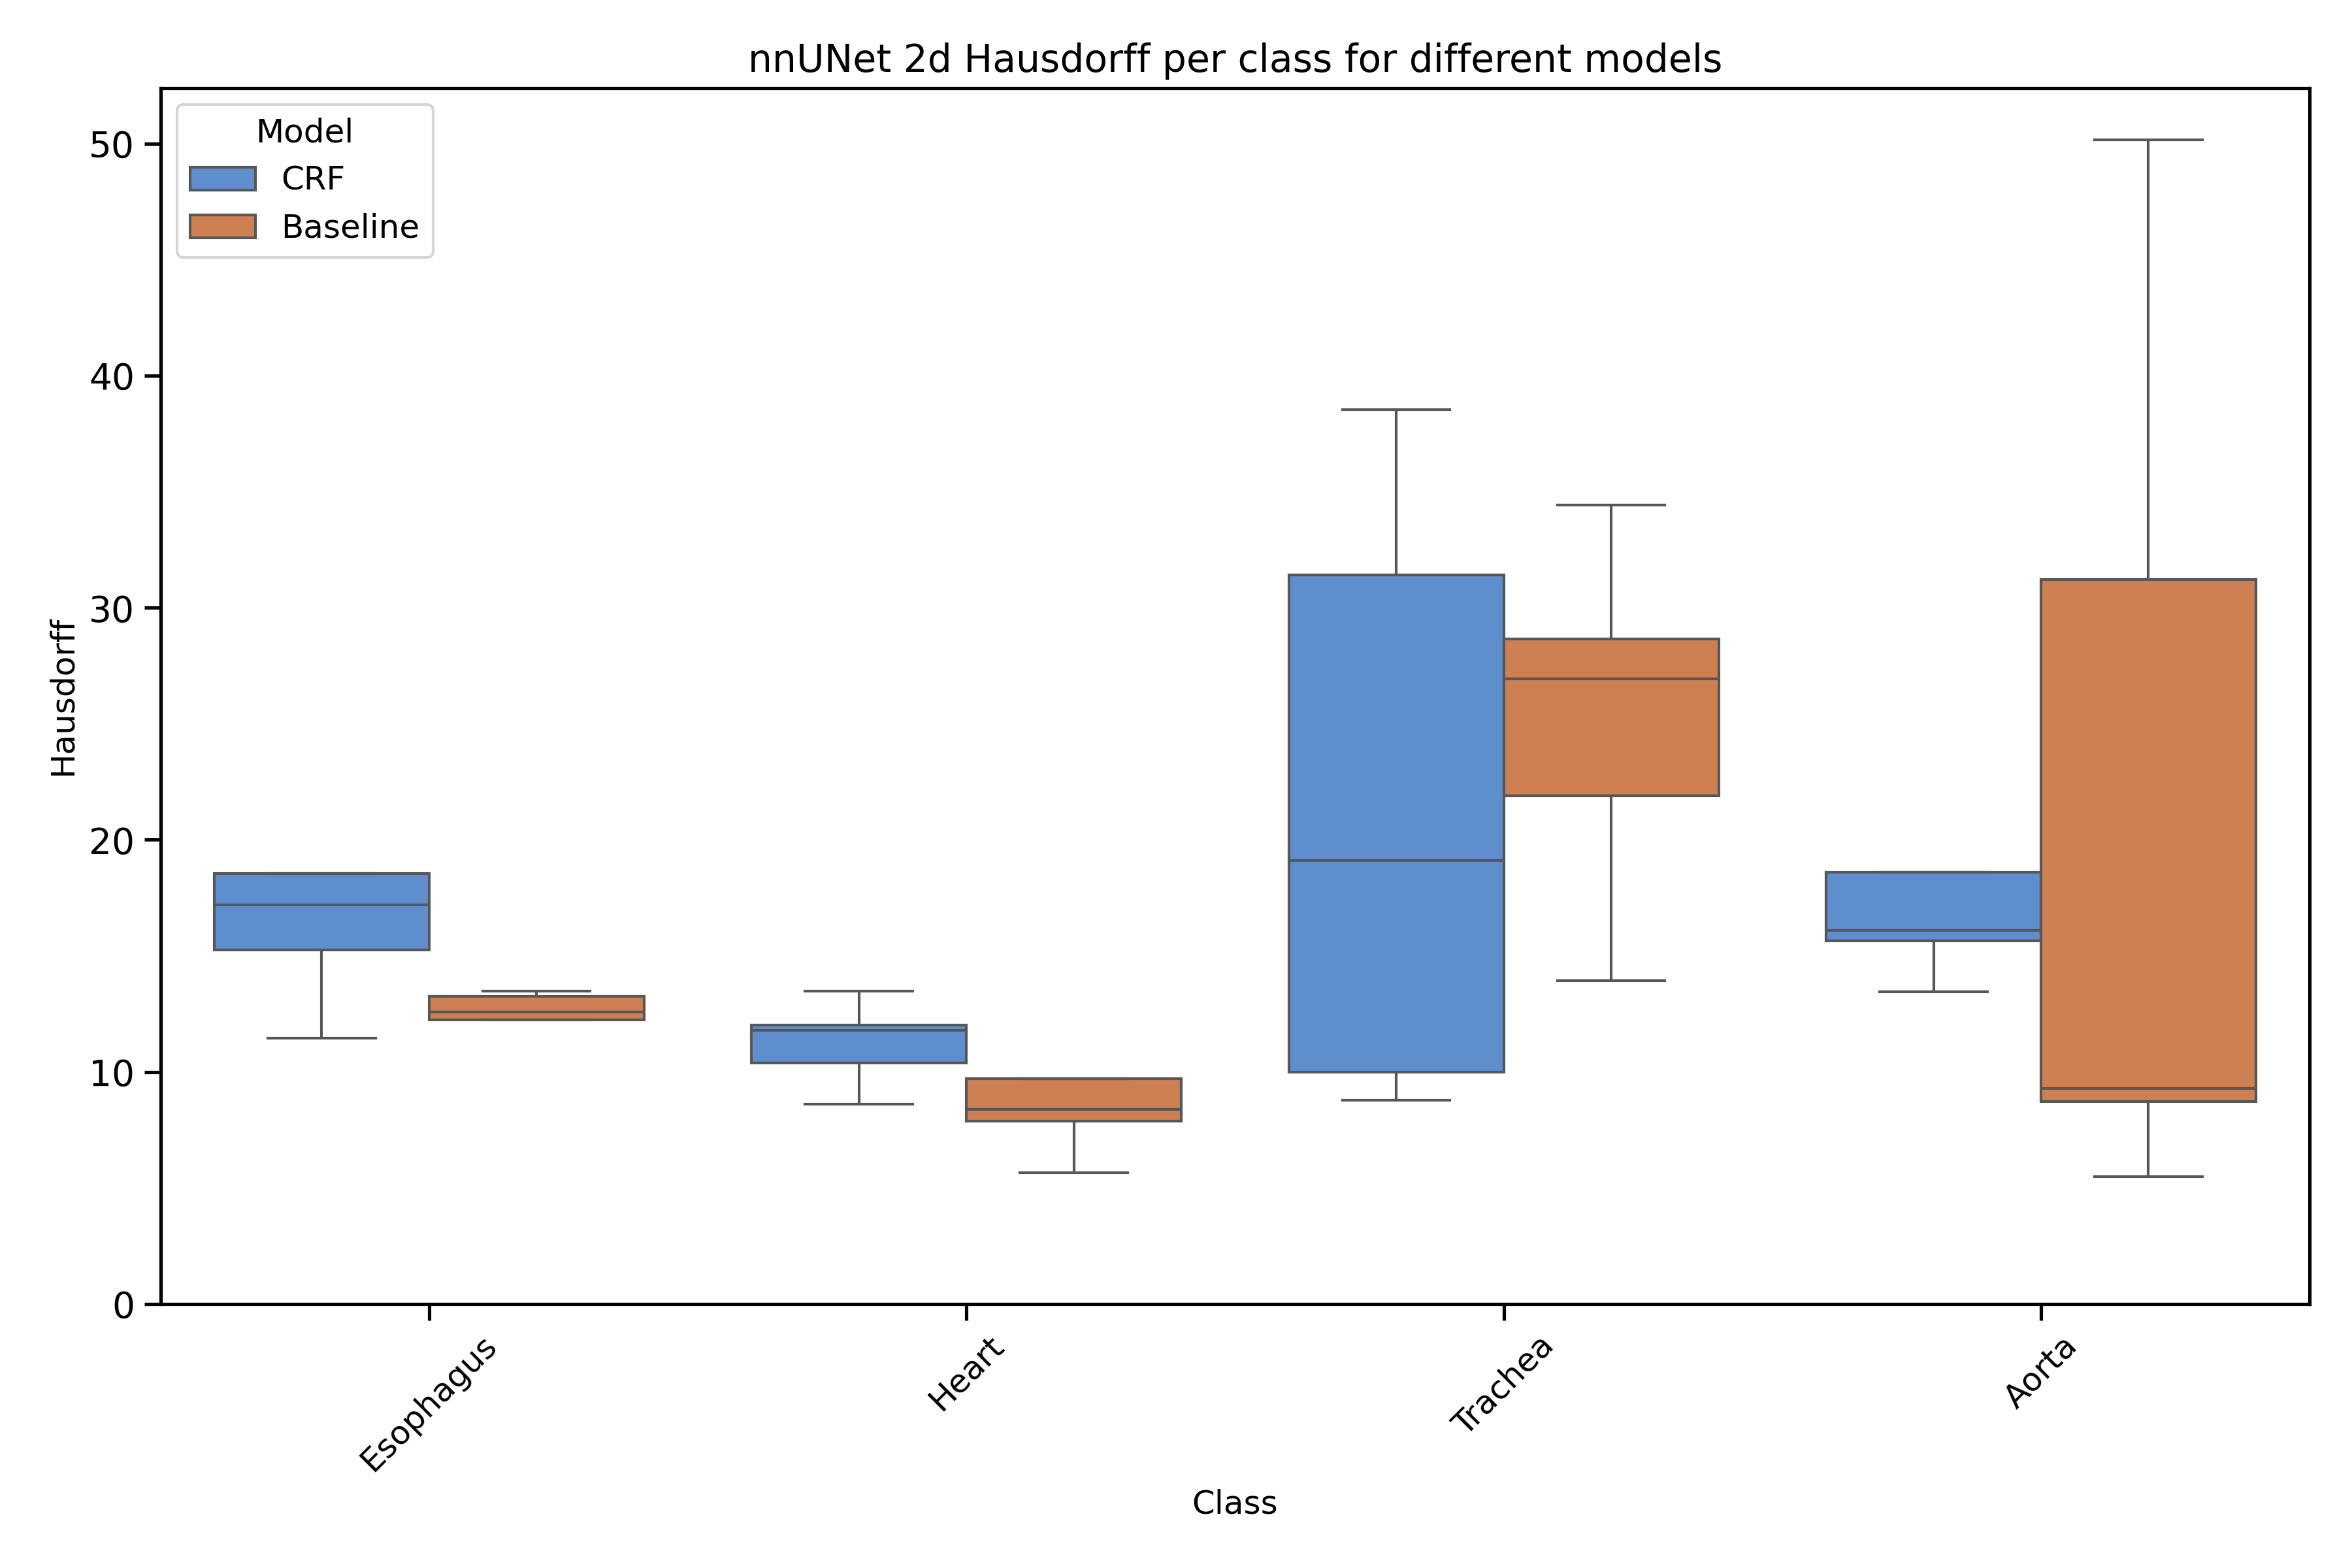 nnUNet 2d Hausdorff per class for different models
Model
CRF
Baseline
Hausdorff
50
40
30
20
10
0
Esophagus
Heart
Trachea
Aorta
Class